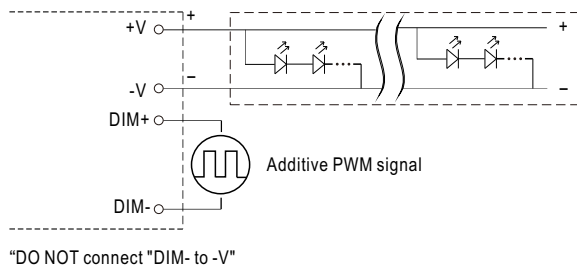 +V
+
-V
−
+
−
DIM+
Additive PWM signal
DIM-
“DO NOT connect "DIM- to -V"